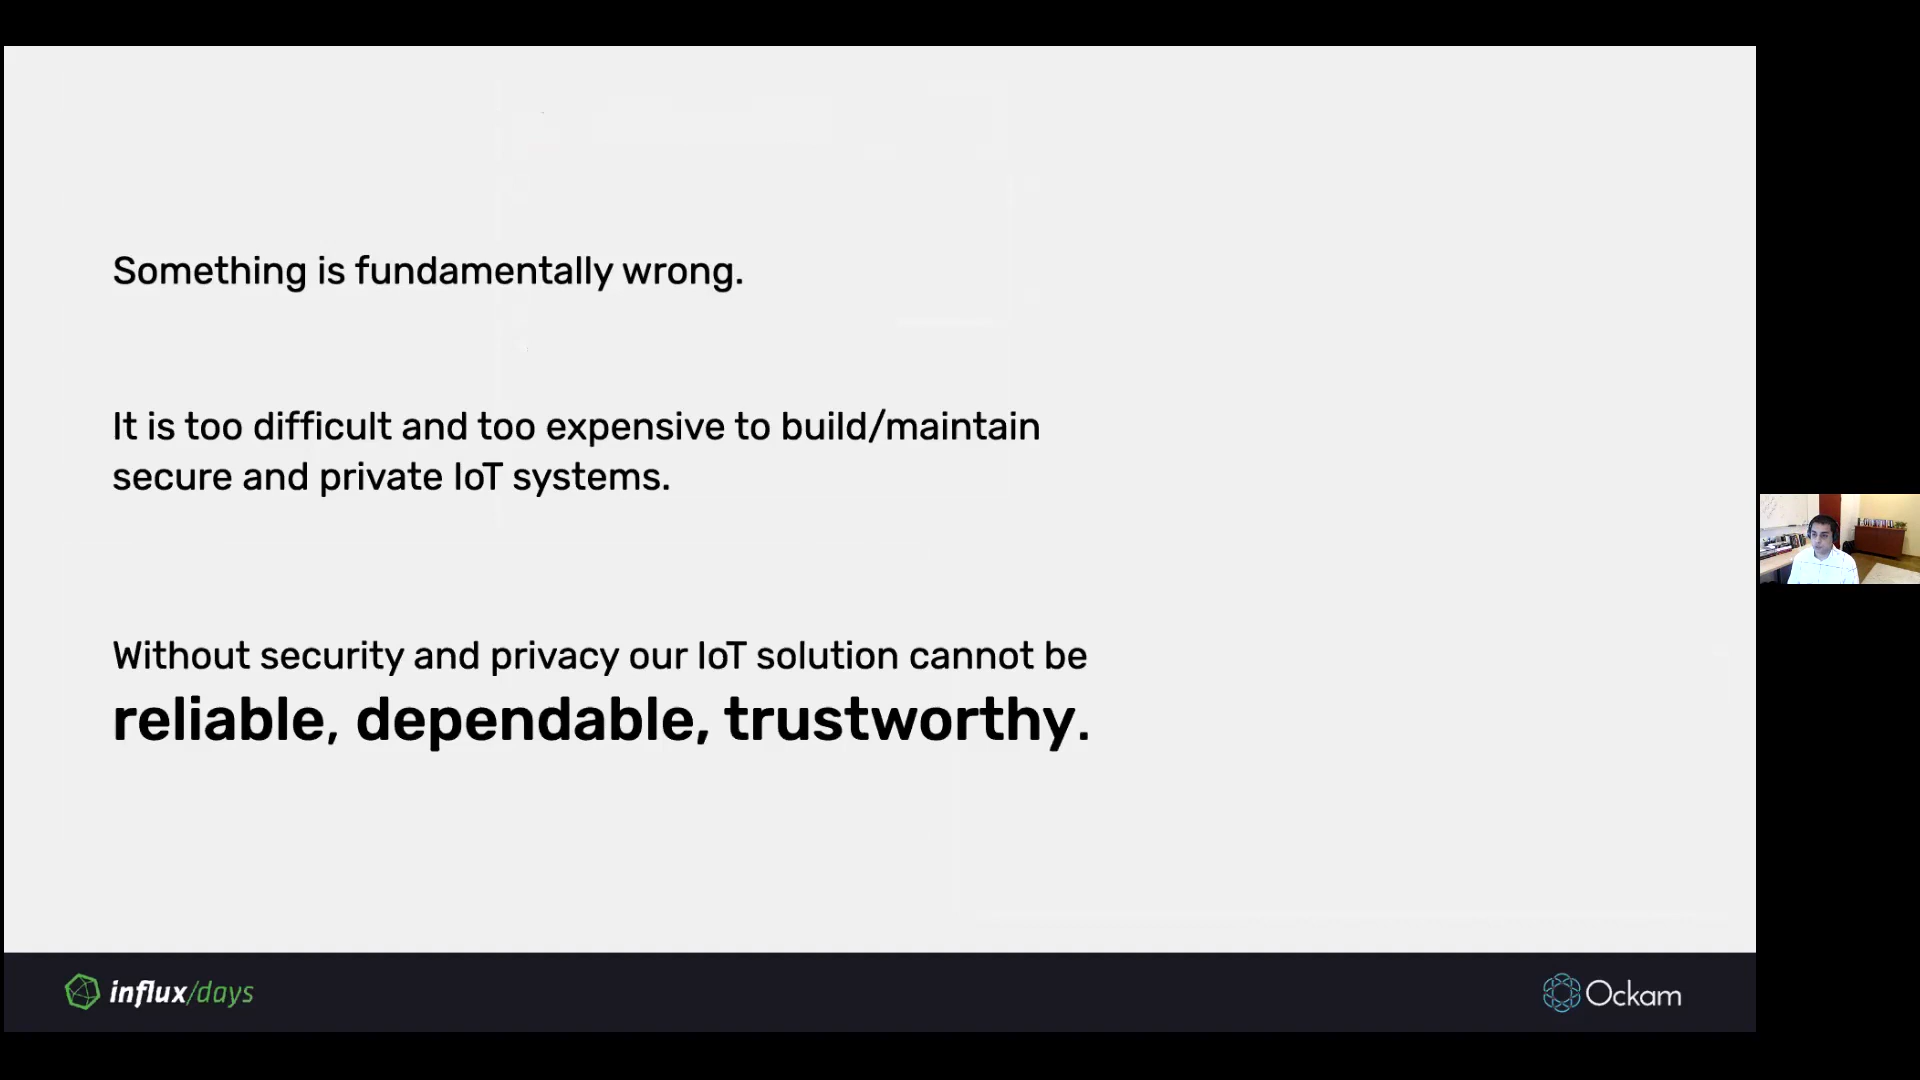 Something is fundamentally wrong.
It is too difficult and too expensive to build/maintain
secure and private IoT systems.
Without security and privacy our IoT solution cannot be
reliable, dependable, trustworthy.
influx/days
Ockam